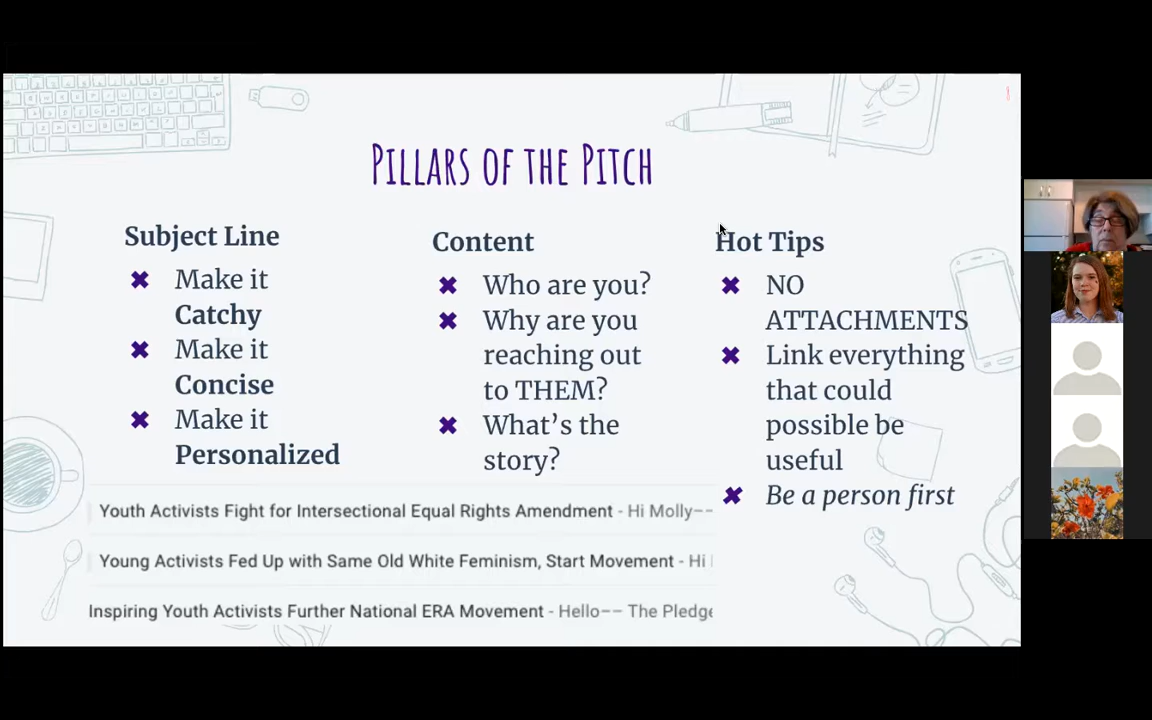 Pillars of the Pitch
Subject Line
Make it
Catchy
Make it
Concise
Make it
Personalized
Content
Who are you?
Why are you
reaching out
to THEM?
What's the
story?
Hot Tips
NO
ATTACHMENTS
Link everything
that could
possible be
useful
Be a person first
Youth Activists Fight for Intersectional Equal Rights Amendment - Hi Molly––
Young Activists Fed Up with Same Old White Feminism, Start Movement - Hi
Inspiring Youth Activists Further National ERA Movement - Hello–– The Pledge